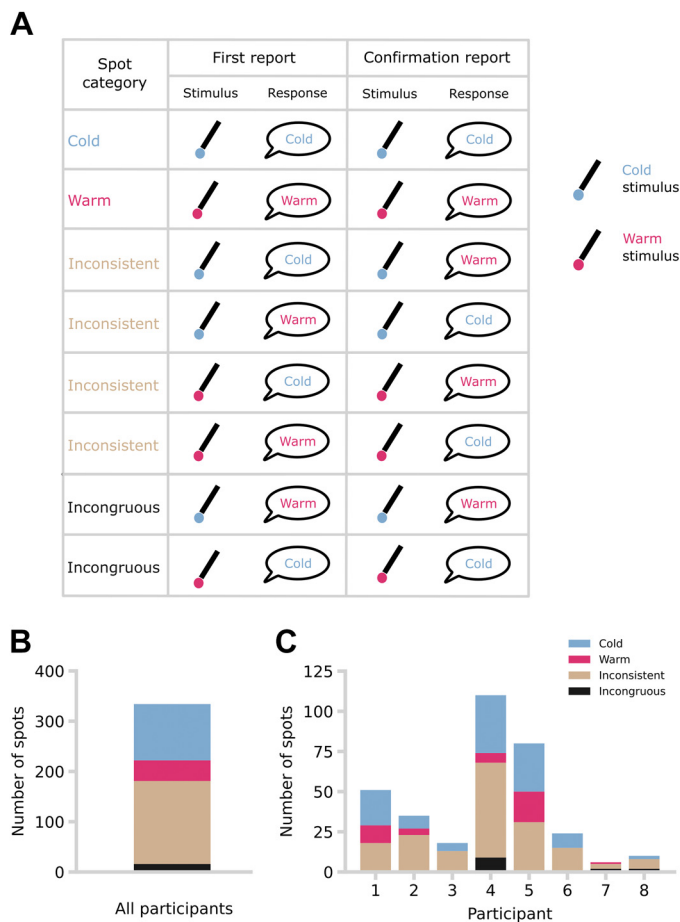 A
Spot category
First report
Confirmation report
Stimulus Response Stimulus Response
Cold Cold Cold
Warm Warm Warm
Inconsistent Cold Warm
Inconsistent Warm Cold
Inconsistent Cold Warm
Inconsistent Warm Cold
Incongruous Warm Warm
Incongruous Cold Cold
Cold
stimulus
Warm
stimulus
B
Number of spots
400
300
200
100
0
All participants
C
Number of spots
125
100
75
50
25
0
1 2 3 4 5 6 7 8
Participant
Cold
Warm
Inconsistent
Incongruous